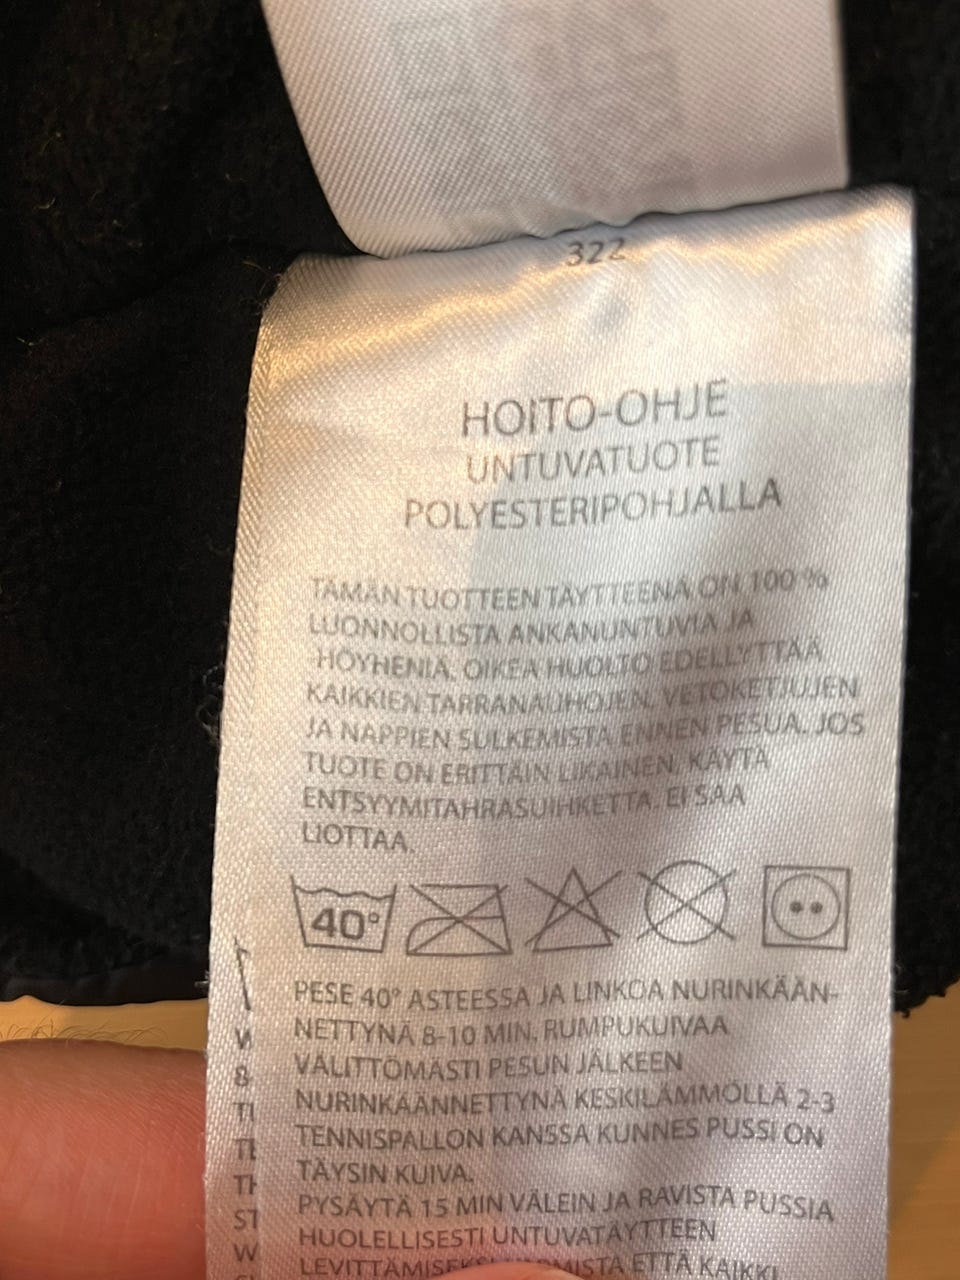 322
HOITO-OHJE
UNTUVATUOTE
POLYESTERIPOHJALLA
TÄMÄN TUOTTEEN TÄYTTEENÄ ON 100 %
LUONNOLLISTA ANKANUNTUVIA JA
HÖYHENIÄ. OIKEA HUOLTO EDELLYTTÄÄ
KAIKKIEN TARRANAUHOJEN, VETOKETJUJEN
JA NAPPIEN SULKEMISTA ENNEN PESUA. JOS
TUOTE ON ERITTÄIN LIKAINEN, KÄYTÄ
ENTSYYMITAHRASUIHKETTA. EI SAA
LIOTTAA.
40°
PESE 40° ASTEESSA JA LINKOA NURINKÄÄN-
NETTYNÄ 8-10 MIN. RUMPUKUIVAA
VÄLITTÖMÄSTI PESUN JÄLKEEN
NURINKÄÄNNETTYNÄ KESKILÄMMÖLLÄ 2-3
TENNISPALLON KANSSA KUNNES PUSSI ON
TÄYSIN KUIVA.
PYSÄYTÄ 15 MIN VÄLEIN JA RAVISTA PUSSIA
HUOLELLISESTI UNTUVATÄYTTEEN
ETTÄ KAIKKI